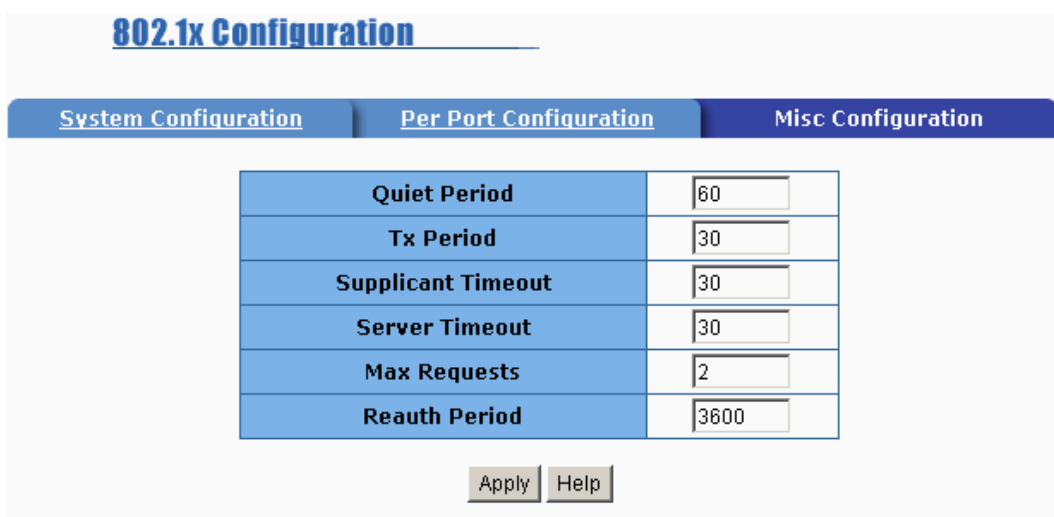 802.1x Configuration
System Configuration Per Port Configuration Misc Configuration
Quiet Period 60
Tx Period 30
Supplicant Timeout 30
Server Timeout 30
Max Requests 2
Reauth Period 3600
Apply Help